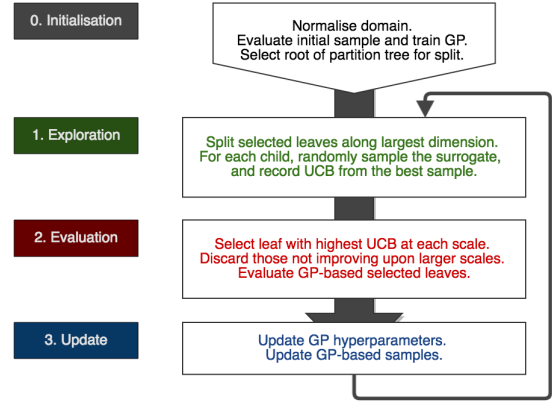 0. Initialisation
Normalise domain.
Evaluate initial sample and train GP.
Select root of partition tree for split.
1. Exploration
Split selected leaves along largest dimension.
For each child, randomly sample the surrogate,
and record UCB from the best sample.
2. Evaluation
Select leaf with highest UCB at each scale.
Discard those not improving upon larger scales.
Evaluate GP-based selected leaves.
3. Update
Update GP hyperparameters.
Update GP-based samples.